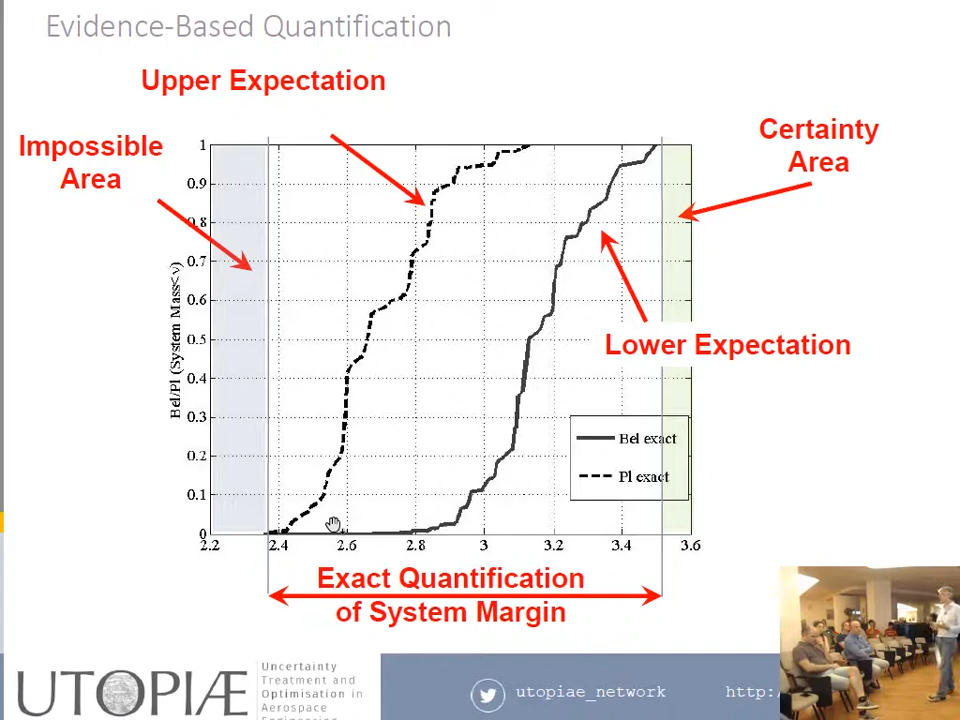 Evidence-Based Quantification
Upper Expectation
Impossible
Area
Certainty
Area
Lower Expectation
Bel/Pl (System Mass<ν)
1
0.9
0.8
0.7
0.6
0.5
0.4
0.3
0.2
0.1
0
2.2 2.4 2.6 2.8 3 3.2 3.4 3.6
Bel exact
Pl exact
Exact Quantification
of System Margin
UTOPIAE
Uncertainty
Treatment and
Optimisation in
Aerospace
Engineering
utopiae_network http: